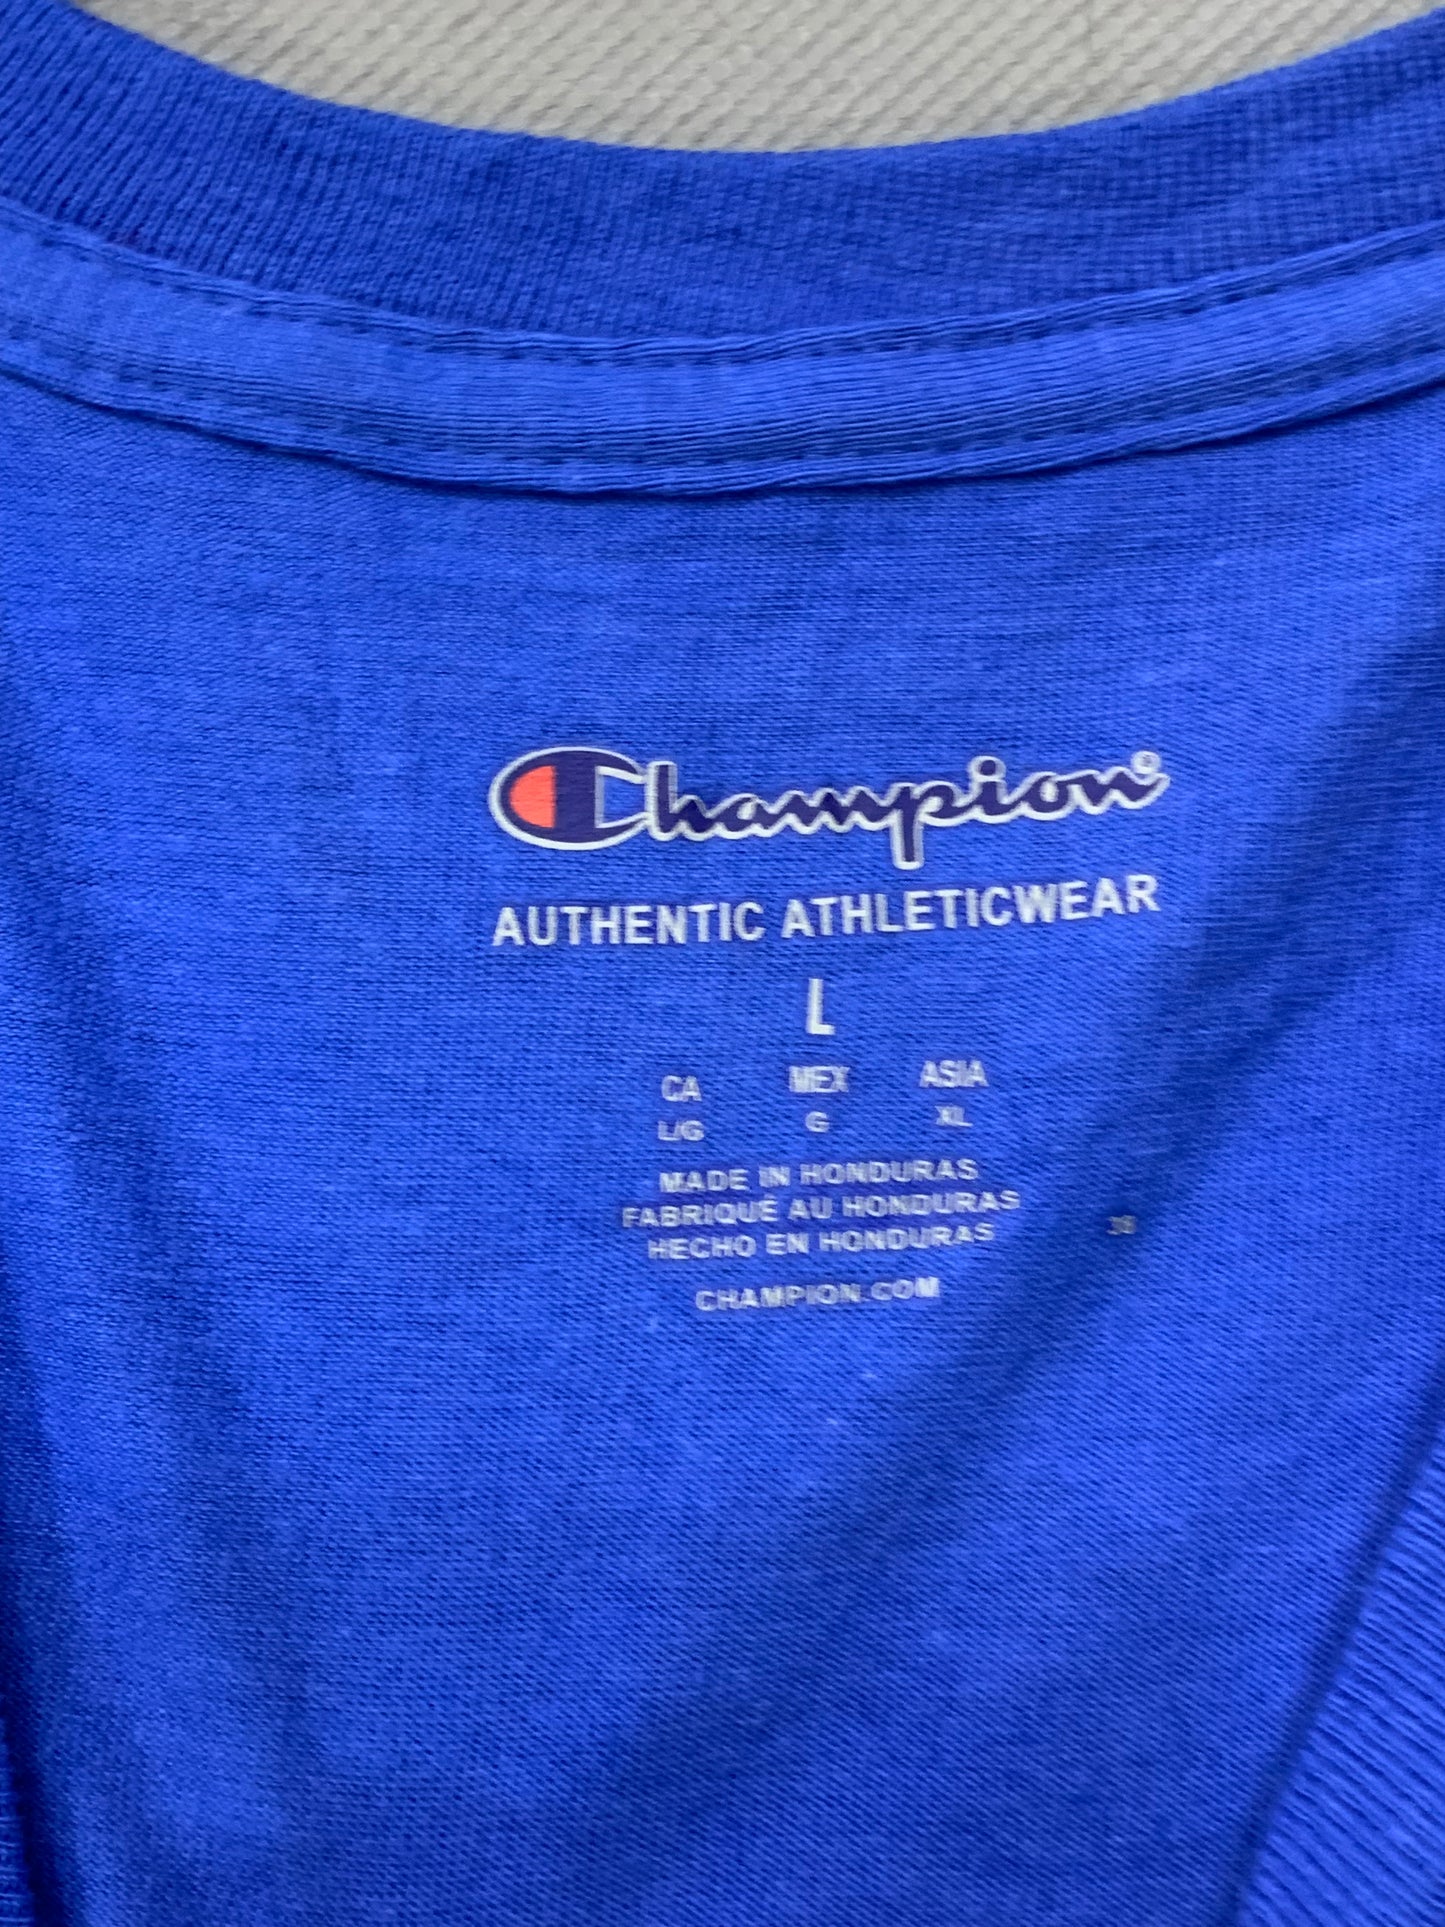 Champion®
AUTHENTIC ATHLETICWEAR
L
CA MEX ASIA
L/G G XL
MADE IN HONDURAS
FABRIQUÉ AU HONDURAS
HECHO EN HONDURAS
CHAMPION.COM